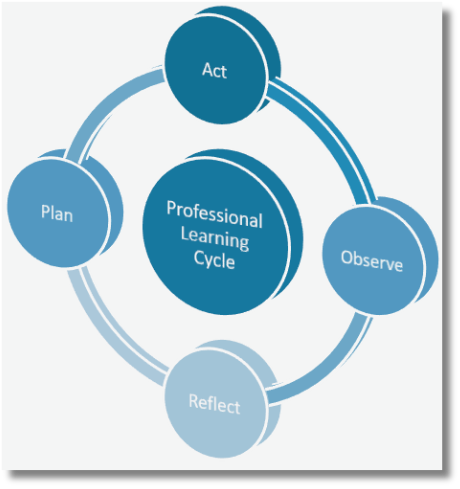 Act
Plan
Professional
Learning
Cycle
Observe
Reflect